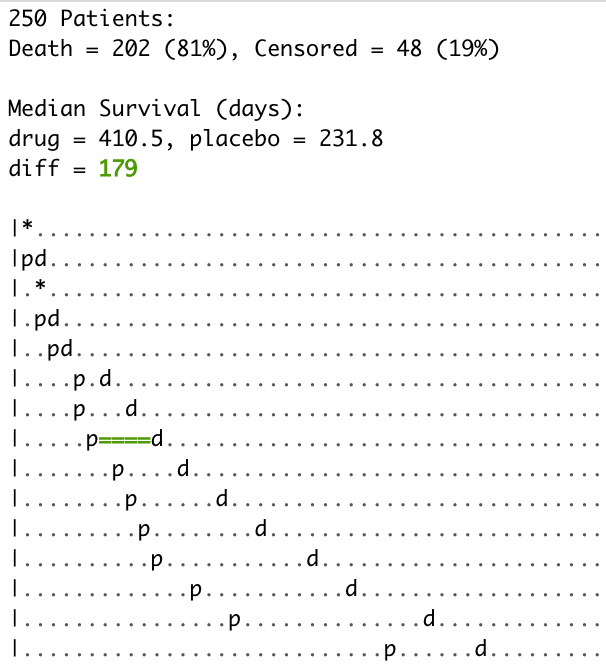 250 Patients:
Death = 202 (81%), Censored = 48 (19%)
Median Survival (days):
drug = 410.5, placebo = 231.8
diff = 179
|*............................................
|pd...........................................
|.*...........................................
|.pd..........................................
|..pd.........................................
|....p.d......................................
|....p...d....................................
|.....p====d..................................
|.......p....d................................
|........p......d.............................
|.........p........d..........................
|..........p...........d......................
|.............p...........d...................
|................p..............d.............
|............................p......d.........